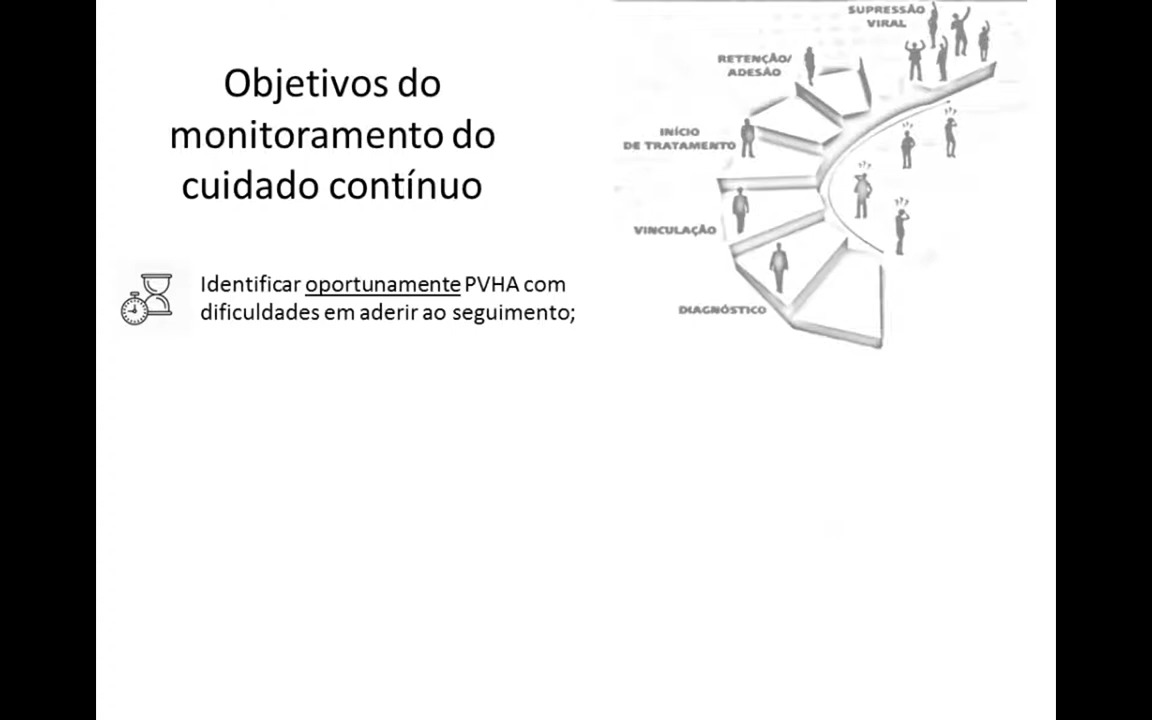 Objetivos do
monitoramento do
cuidado contínuo
Identificar oportunamente PVHA com
dificuldades em aderir ao seguimento;
SUPRESSÃO
VIRAL
RETENÇÃO/
ADESÃO
INÍCIO
DE TRATAMENTO
VINCULAÇÃO
DIAGNÓSTICO